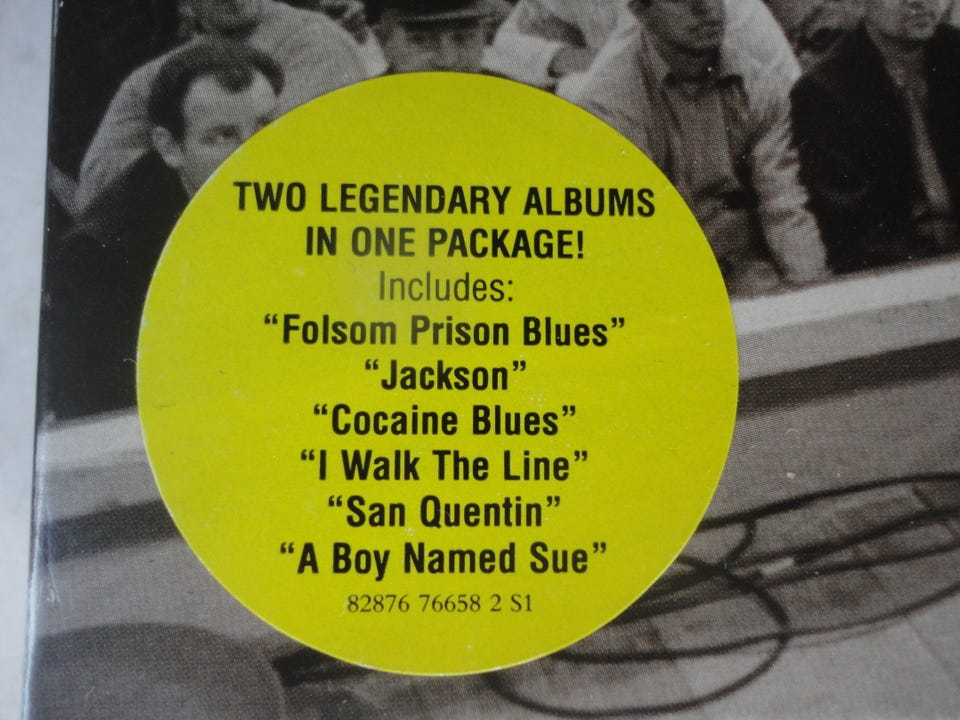 TWO LEGENDARY ALBUMS
IN ONE PACKAGE!
Includes:
“Folsom Prison Blues”
“Jackson”
“Cocaine Blues”
“I Walk The Line”
“San Quentin”
“A Boy Named Sue”
82876 76658 2 S1